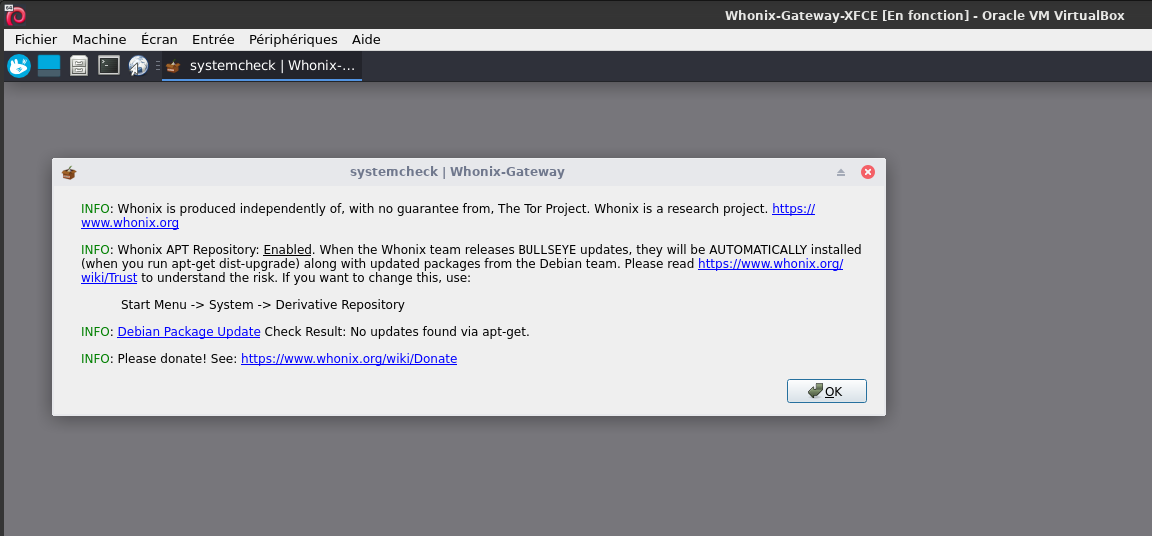 Whonix-Gateway-XFCE [En fonction] - Oracle VM VirtualBox
Fichier Machine Écran Entrée Périphériques Aide
systemcheck | Whonix-...
systemcheck | Whonix-Gateway
INFO: Whonix is produced independently of, with no guarantee from, The Tor Project. Whonix is a research project. https://
www.whonix.org
INFO: Whonix APT Repository: Enabled. When the Whonix team releases BULLSEYE updates, they will be AUTOMATICALLY installed
(when you run apt-get dist-upgrade) along with updated packages from the Debian team. Please read https://www.whonix.org/
wiki/Trust to understand the risk. If you want to change this, use:
Start Menu -> System -> Derivative Repository
INFO: Debian Package Update Check Result: No updates found via apt-get.
INFO: Please donate! See: https://www.whonix.org/wiki/Donate
OK